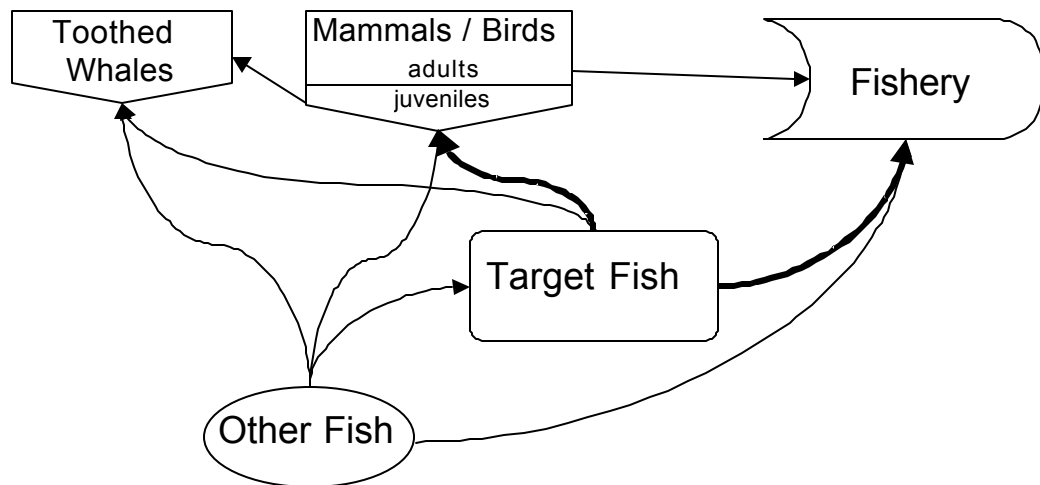 Toothed
Whales
Mammals / Birds
adults
juveniles
Fishery
Target Fish
Other Fish